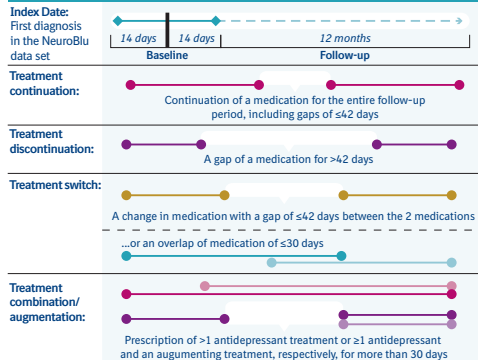 Index Date:
First diagnosis
in the NeuroBlu
data set
14 days
14 days
12 months
Baseline
Follow-up
Treatment
continuation:
Continuation of a medication for the entire follow-up
period, including gaps of ≤42 days
Treatment
discontinuation:
A gap of a medication for >42 days
Treatment switch:
A change in medication with a gap of ≤42 days between the 2 medications
...or an overlap of medication of ≤30 days
Treatment
combination/
augmentation:
Prescription of >1 antidepressant treatment or ≥1 antidepressant
and an augumenting treatment, respectively, for more than 30 days